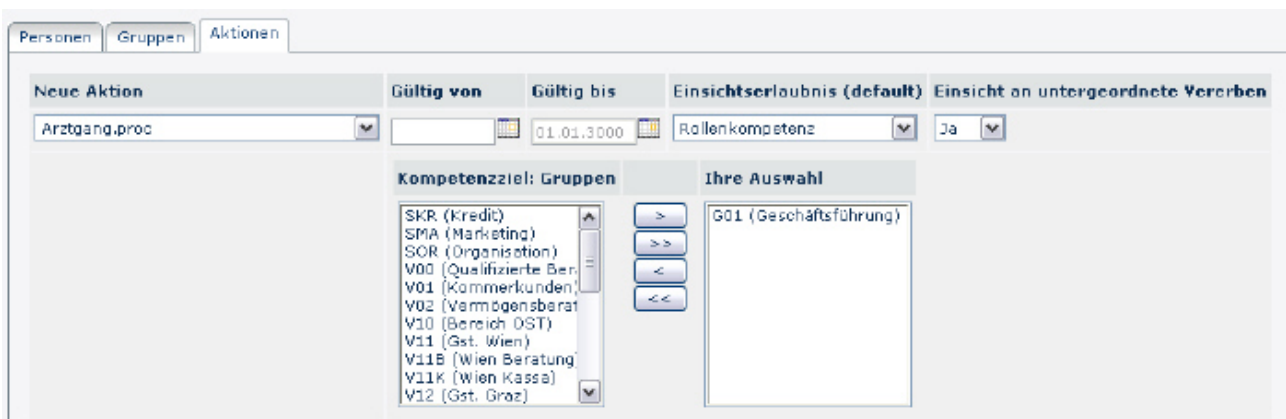 Personen Gruppen Aktionen
Neue Aktion Gültig von Gültig bis Einsichtserlaubnis (default) Einsicht an untergeordnete Vererben
Arztgang.proc 01.01.3000 Rollenkompetenz Ja
Kompetenzziel: Gruppen Ihre Auswahl
SKR (Kredit) > G01 (Geschäftsführung)
SMA (Marketing)
SOR (Organisation) >>
V00 (Qualifizierte Ber
V01 (Kommerkunden) <
V02 (Vermögensberat <<
V10 (Bereich OST)
V11 (Gst. Wien)
V11B (Wien Beratung)
V11K (Wien Kassa)
V12 (Gst. Graz)